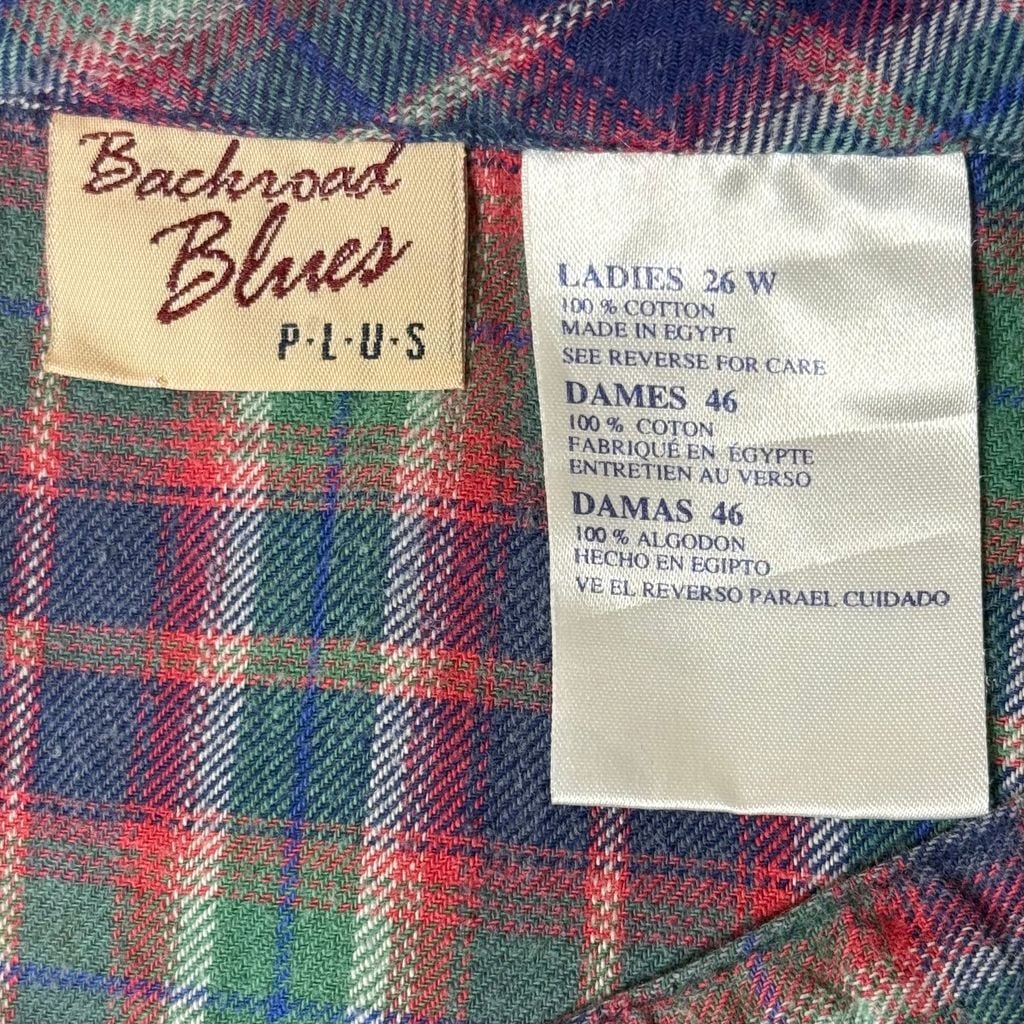 Backroad
Blues
P·L·U·S
LADIES 26 W
100 % COTTON
MADE IN EGYPT
SEE REVERSE FOR CARE
DAMES 46
100 % COTON
FABRIQUÉ EN ÉGYPTE
ENTRETIEN AU VERSO
DAMAS 46
100 % ALGODON
HECHO EN EGIPTO
VE EL REVERSO PARAEL CUIDADO